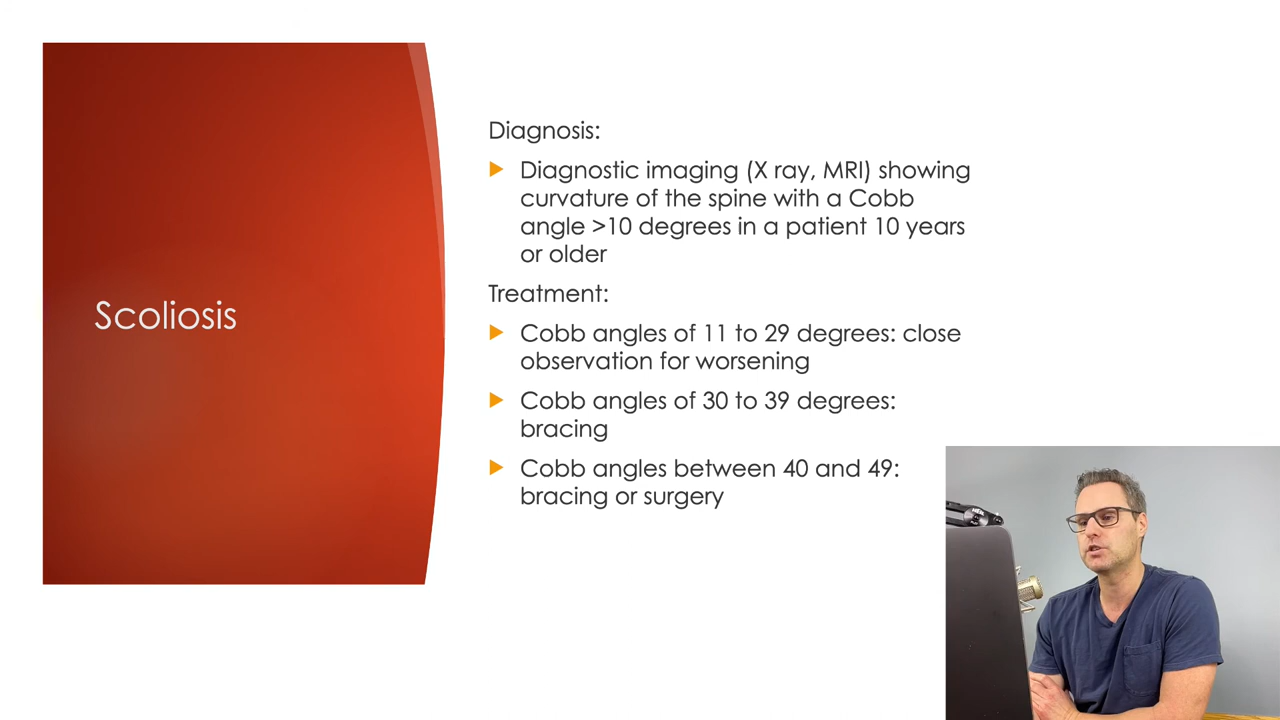 Scoliosis
Diagnosis:
Diagnostic imaging (X ray, MRI) showing
curvature of the spine with a Cobb
angle >10 degrees in a patient 10 years
or older
Treatment:
Cobb angles of 11 to 29 degrees: close
observation for worsening
Cobb angles of 30 to 39 degrees:
bracing
Cobb angles between 40 and 49:
bracing or surgery